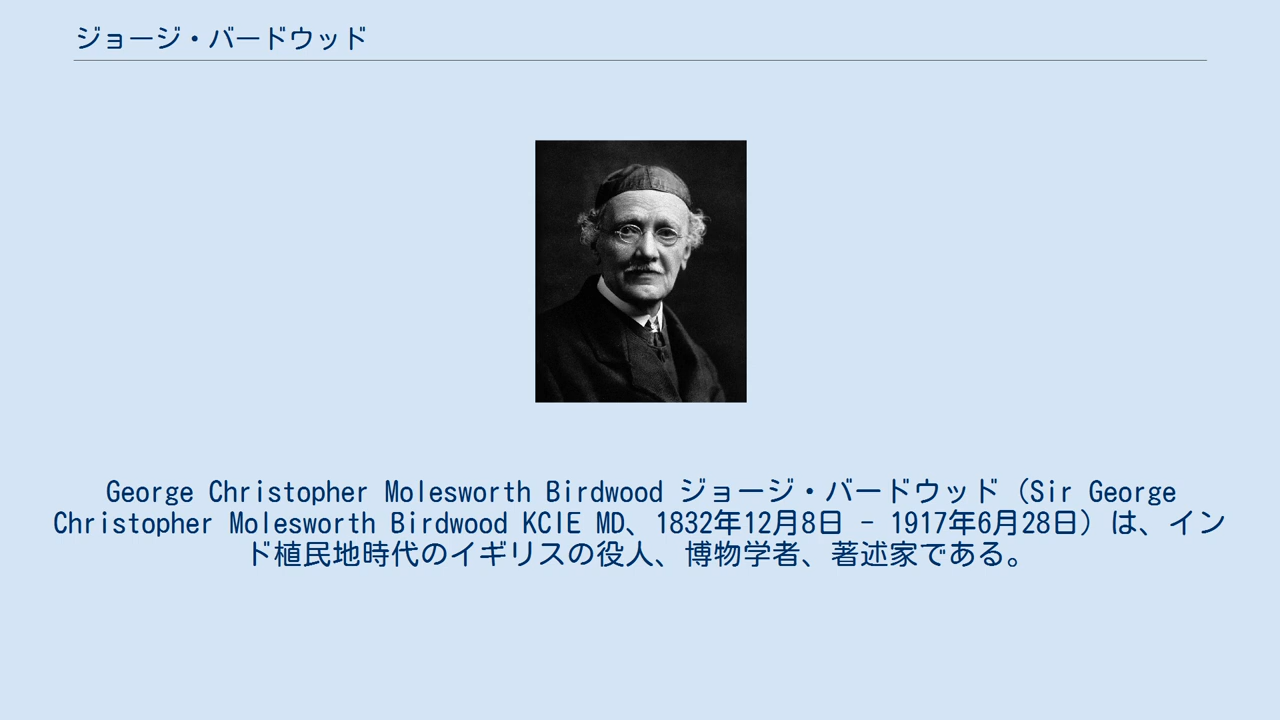 ジョージ・バードウッド
George Christopher Molesworth Birdwood ジョージ・バードウッド（Sir George
Christopher Molesworth Birdwood KCIE MD、1832年12月8日 - 1917年6月28日）は、イン
ド植民地時代のイギリスの役人、博物学者、著述家である。